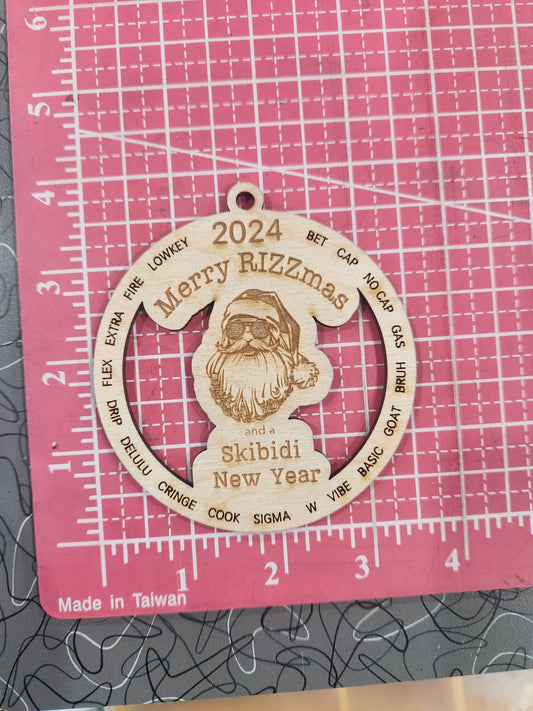 6
5
4
3
2
1
2024
Merry RIZZmas
and a
Skibidi
New Year
BET CAP NO CAP GAS BRUH GOAT BASIC VIBE W SIGMA COOK CRINGE DELULU DRIP FLEX EXTRA FIRE LOWKEY
1 2 3 4
Made in Taiwan